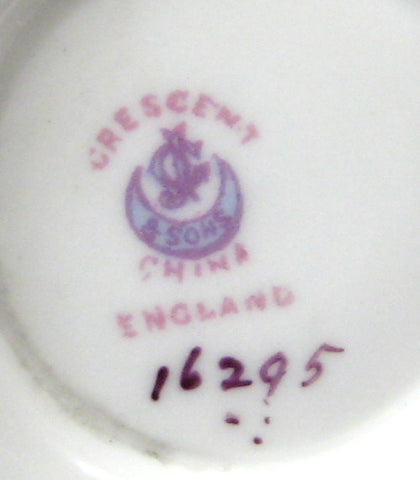 CRESCENT
& SONS
CHINA
ENGLAND
16295